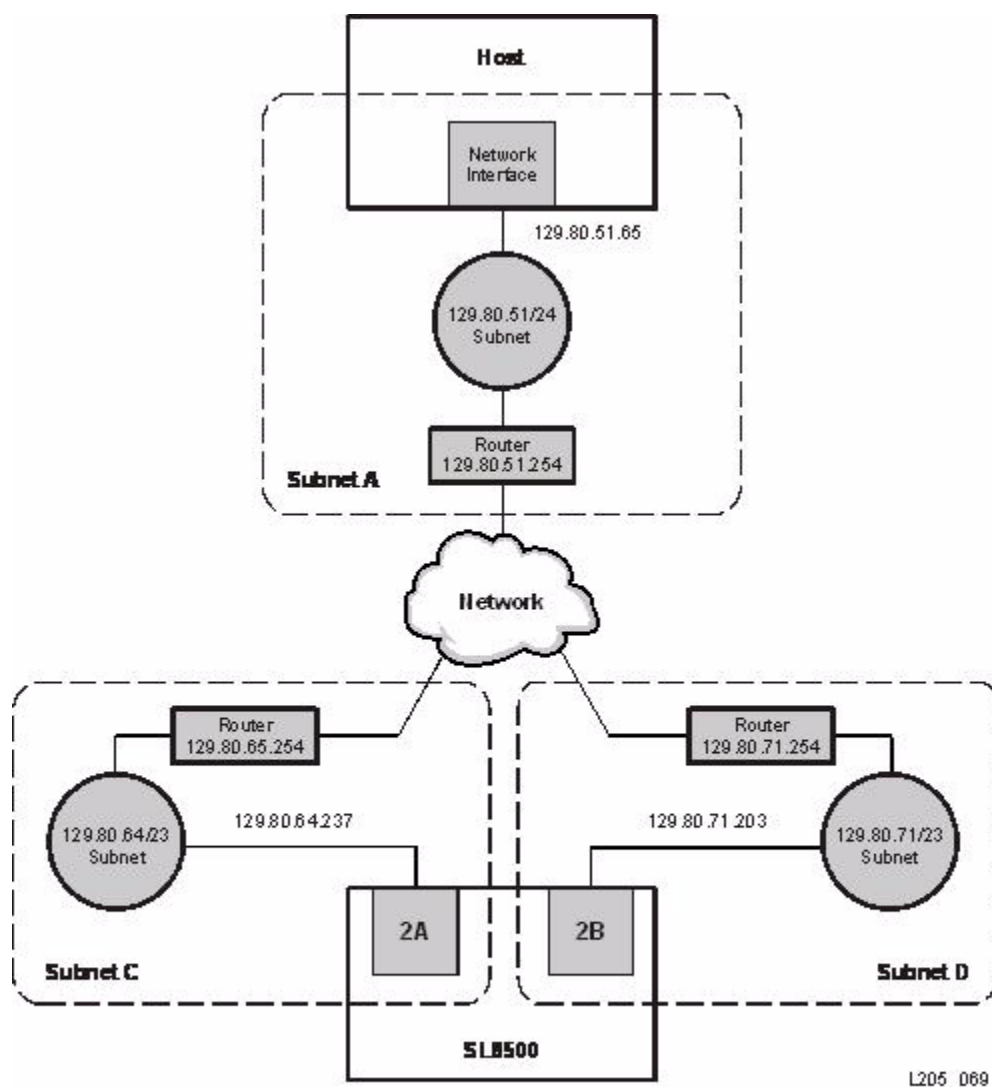 Host
Network
Interface
129.80.51.65
129.80.51/24
Subnet
Router
129.80.51.254
Subnet A
Network
Router
129.80.65.254
Router
129.80.71.254
129.80.64/23
Subnet
129.80.64.237
129.80.71.203
129.80.71/23
Subnet
2A
2B
Subnet C
Subnet D
SL8500
L205_069